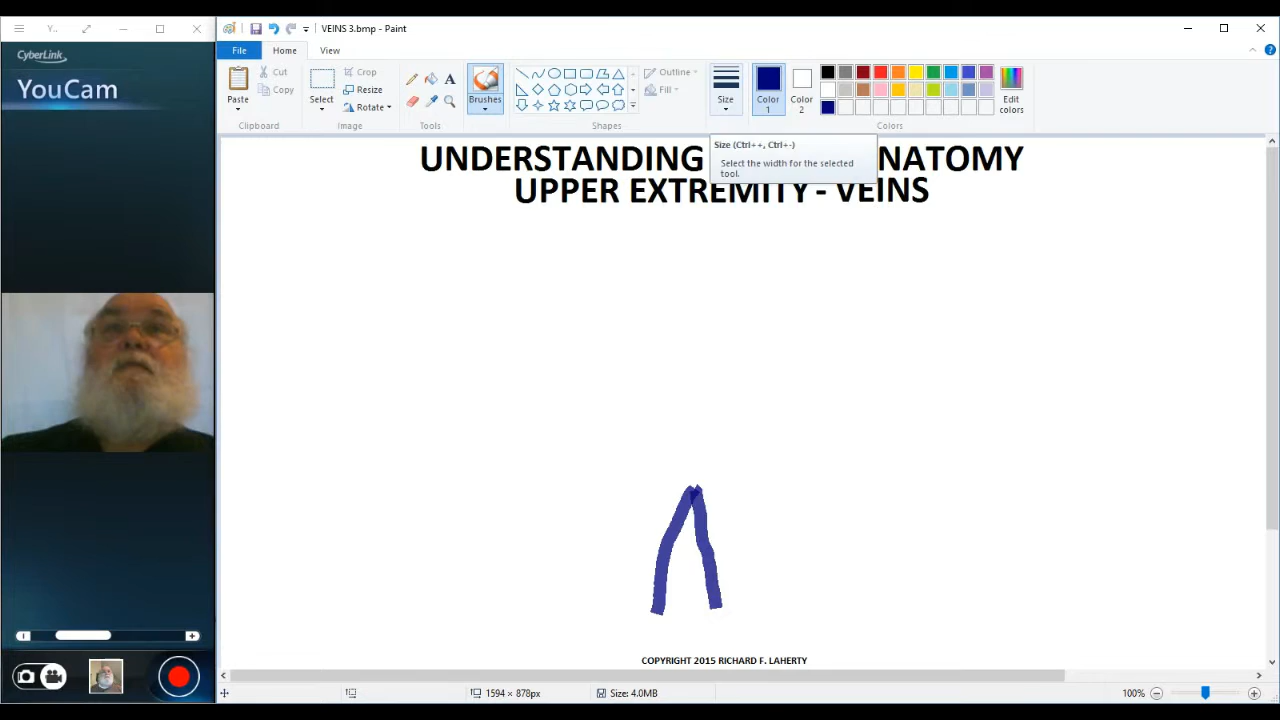 Y...
VEINS 3.bmp - Paint
File
Home
View
CyberLink
YouCam
Paste
Cut
Copy
Clipboard
Select
Crop
Resize
Rotate
Image
A
Tools
Brushes
Shapes
Outline
Fill
Size
Color
1
Color
2
Edit
colors
Colors
Size (Ctrl++, Ctrl+-)
Select the width for the selected
tool.
UNDERSTANDING NATOMY
UPPER EXTREMITY - VEINS
COPYRIGHT 2015 RICHARD F. LAHERTY
1594 × 878px
Size: 4.0MB
100%